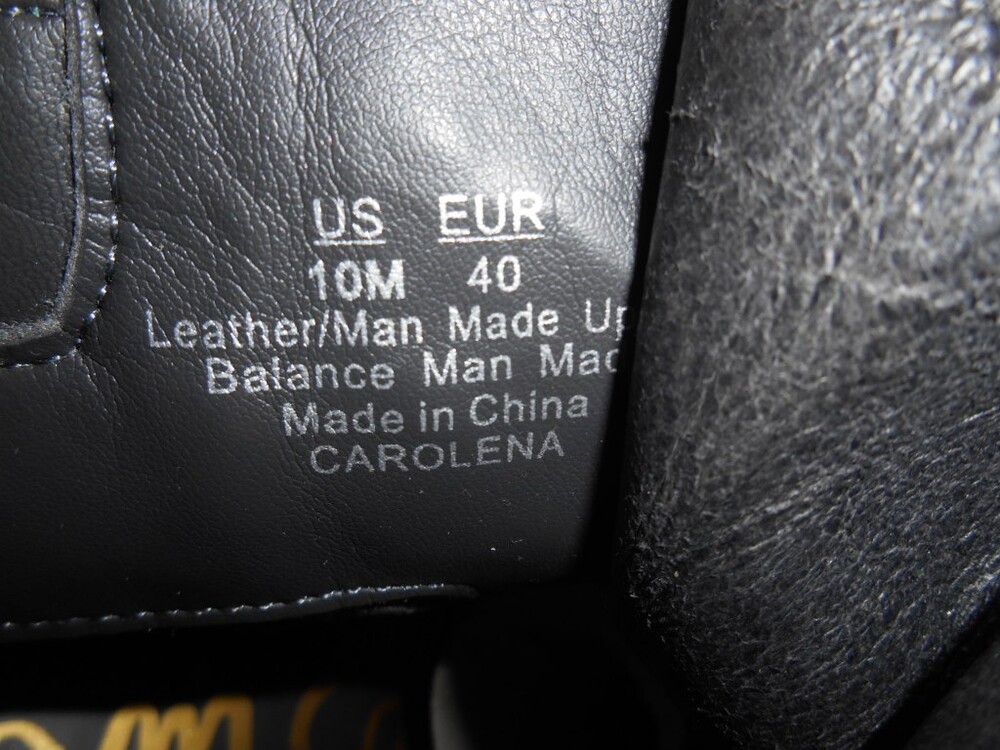 US EUR
10M 40
Leather/Man Made Up
Balance Man Mad
Made in China
CAROLENA